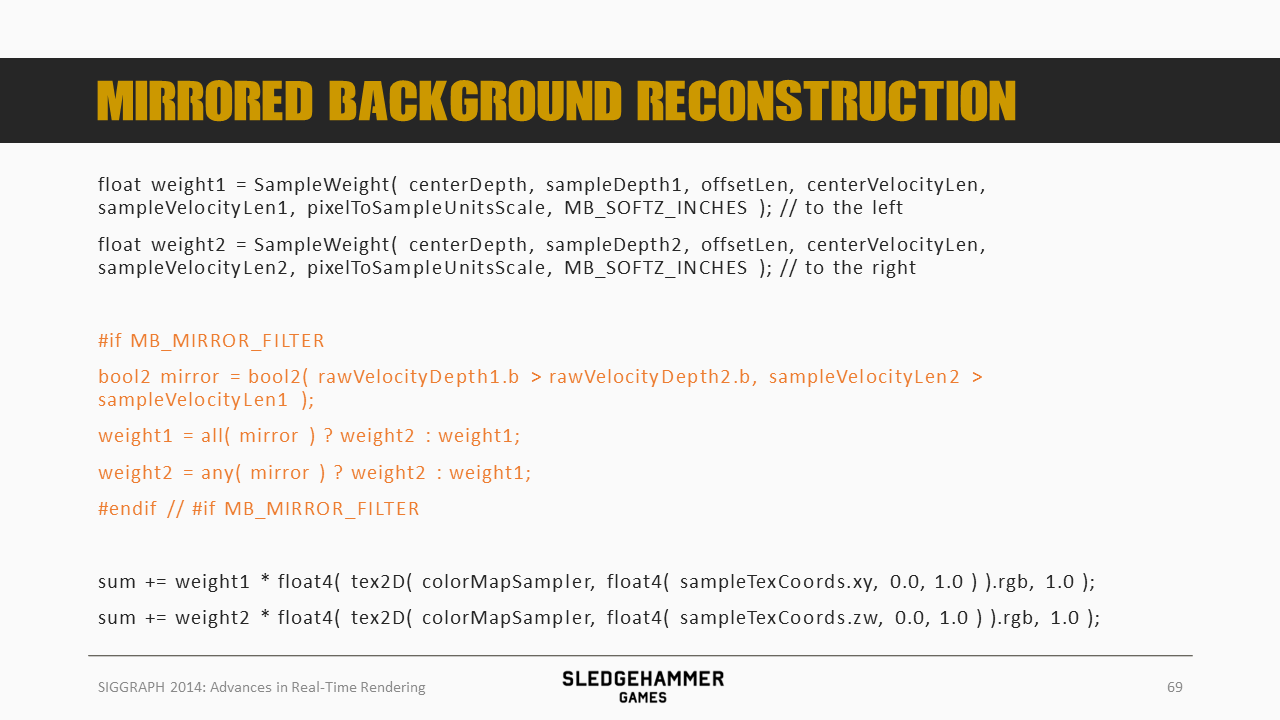 MIRRORED BACKGROUND RECONSTRUCTION
float weight1 = SampleWeight( centerDepth, sampleDepth1, offsetLen, centerVelocityLen,
sampleVelocityLen1, pixelToSampleUnitsScale, MB_SOFTZ_INCHES ); // to the left
float weight2 = SampleWeight( centerDepth, sampleDepth2, offsetLen, centerVelocityLen,
sampleVelocityLen2, pixelToSampleUnitsScale, MB_SOFTZ_INCHES ); // to the right
#if MB_MIRROR_FILTER
bool2 mirror = bool2( rawVelocityDepth1.b > rawVelocityDepth2.b, sampleVelocityLen2 >
sampleVelocityLen1 );
weight1 = all( mirror ) ? weight2 : weight1;
weight2 = any( mirror ) ? weight2 : weight1;
#endif // #if MB_MIRROR_FILTER
sum += weight1 * float4( tex2D( colorMapSampler, float4( sampleTexCoords.xy, 0.0, 1.0 ) ).rgb, 1.0 );
sum += weight2 * float4( tex2D( colorMapSampler, float4( sampleTexCoords.zw, 0.0, 1.0 ) ).rgb, 1.0 );
SIGGRAPH 2014: Advances in Real-Time Rendering
SLEDGEHAMMER
GAMES
69